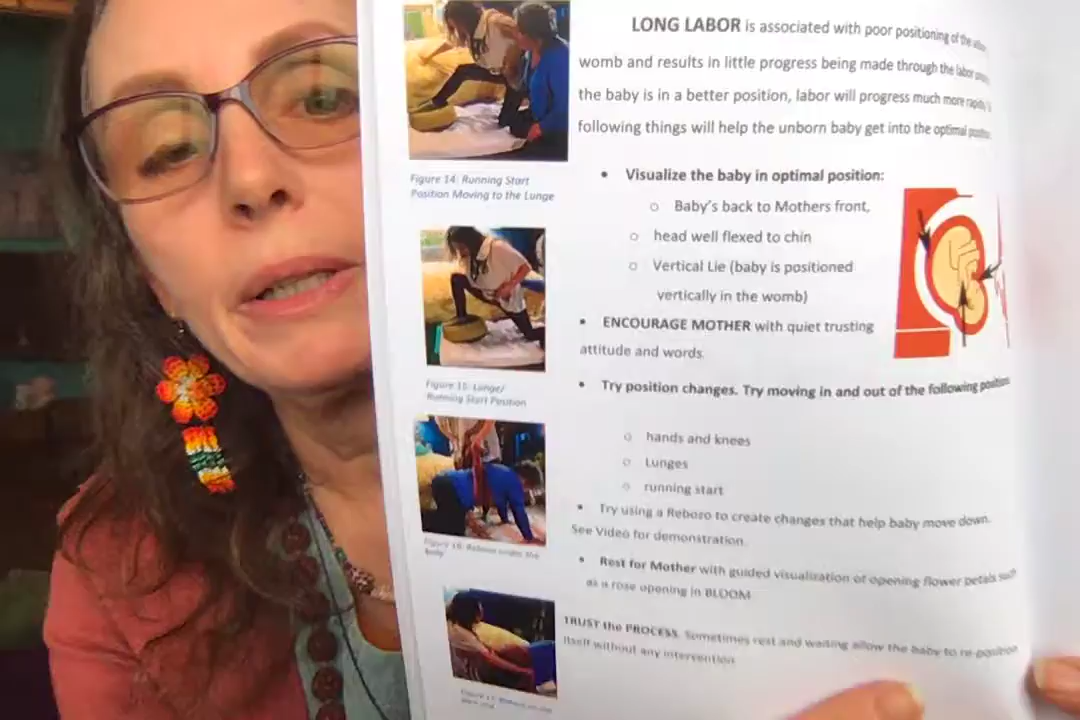 LONG LABOR is associated with poor positioning of the
womb and results in little progress being made through the labor
the baby is in a better position, labor will progress much more
following things will help the unborn baby get into the optimal
Figure 14: Running Start
Position Moving to the Lunge
• Visualize the baby in optimal position:
o Baby's back to Mothers front,
o head well flexed to chin
o Vertical Lie (baby is positioned
vertically in the womb)
• ENCOURAGE MOTHER with quiet trusting
attitude and words.
Figure 15: Lunge/
Running Start Position
• Try position changes. Try moving in and out of the following positions
o hands and knees
o Lunges
o running start
• Try using a Rebozo to create changes that help baby move down.
See Video for demonstration.
Figure 16: Rebozo under the
• Rest for Mother with guided visualization of opening flower petals such
as a rose opening in BLOOM
TRUST the PROCESS. Sometimes rest and waiting allow the baby to re-position
itself without any intervention.